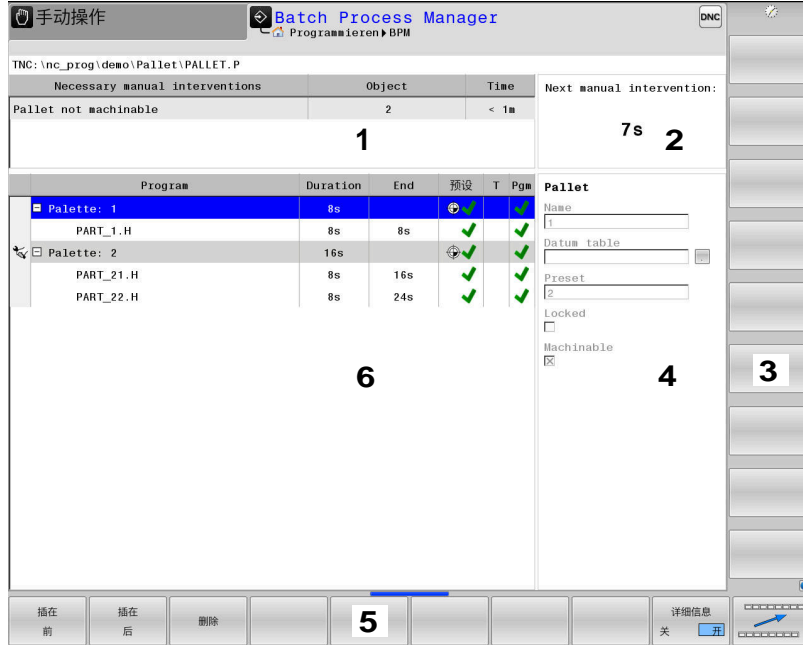 手动操作
Batch Process Manager
Programmieren▶BPM
DNC
TNC:\nc_prog\demo\Pallet\PALLET.P
Necessary manual interventions Object Time
Pallet not machinable 2 < 1m
1
Next manual intervention:
7s
2
Program Duration End 预设 T Pgm
Palette: 1 8s
PART_1.H 8s 8s
Palette: 2 16s
PART_21.H 8s 16s
PART_22.H 8s 24s
6
Pallet
Name
1
Datum table
Preset
2
Locked
Machinable
4
3
插在
前
插在
后
删除
5
详细信息
关 开